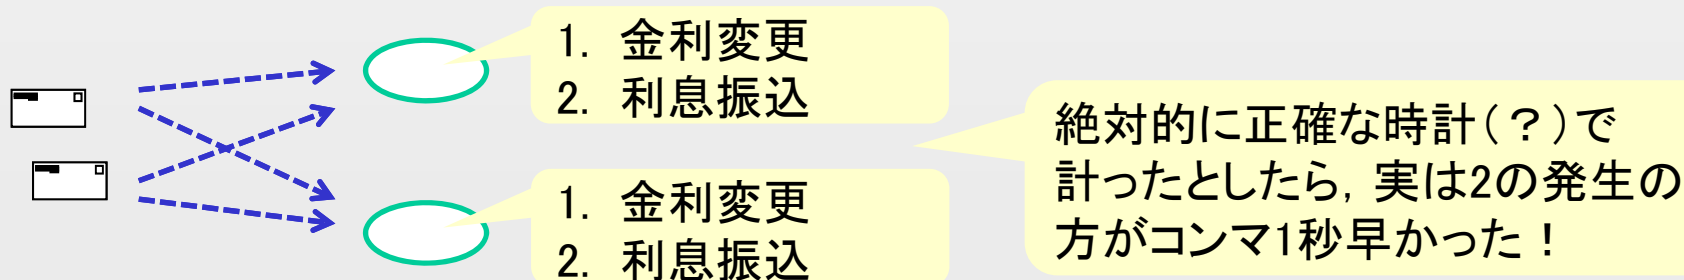 1. 金利変更
2. 利息振込
絶対的に正確な時計(？)で
計ったとしたら, 実は2の発生の
方がコンマ1秒早かった！
1. 金利変更
2. 利息振込